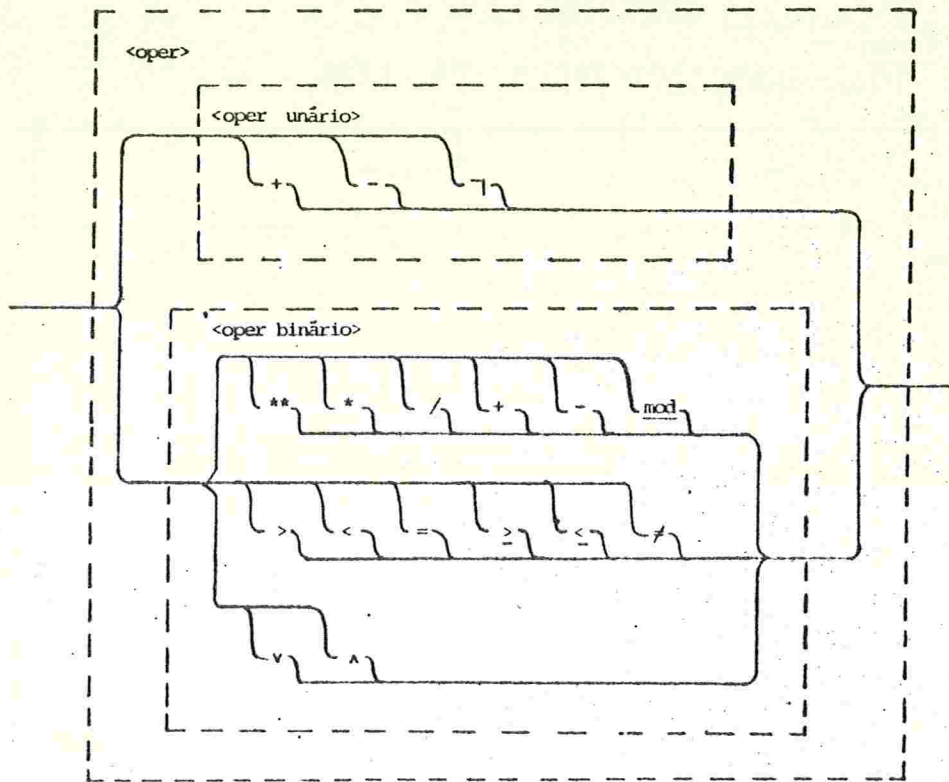 <oper>
<oper unário>
+ - ¬
<oper binário>
** * / + - mod
> < = ≥ ≤ ≠
∨ ∧